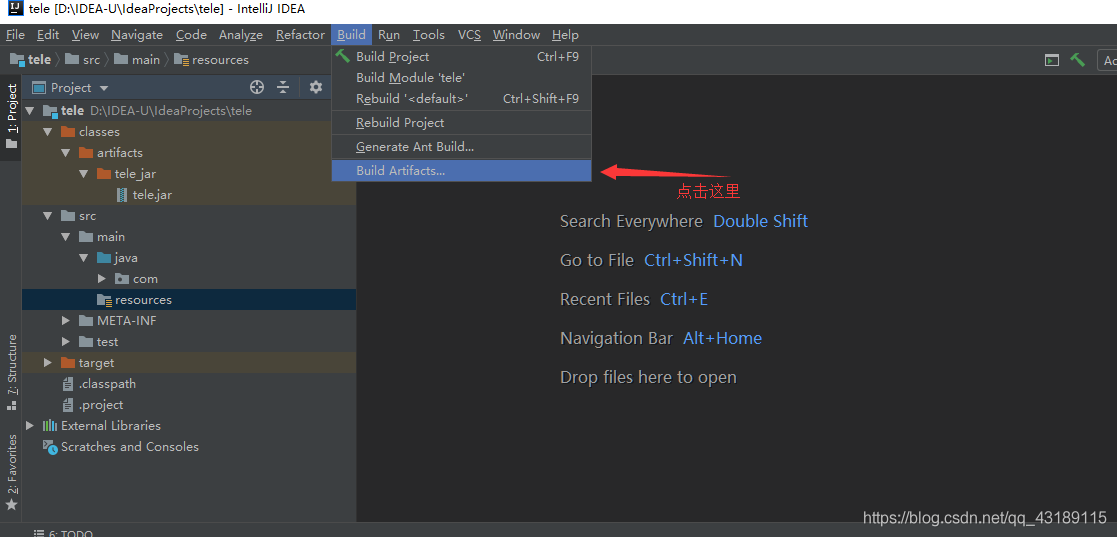 tele [D:\IDEA-U\IdeaProjects\tele] - IntelliJ IDEA
File Edit View Navigate Code Analyze Refactor Build Run Tools VCS Window Help
tele src main resources
Build Project Ctrl+F9
Build Module 'tele'
Rebuild '<default>' Ctrl+Shift+F9
Rebuild Project
Generate Ant Build...
Build Artifacts...
点击这里
1: Project
Project
tele D:\IDEA-U\IdeaProjects\tele
classes
artifacts
tele_jar
tele.jar
src
main
java
com
resources
META-INF
test
target
.classpath
.project
External Libraries
Scratches and Consoles
7: Structure
2: Favorites
Search Everywhere Double Shift
Go to File Ctrl+Shift+N
Recent Files Ctrl+E
Navigation Bar Alt+Home
Drop files here to open
6: TODO
https://blog.csdn.net/qq_43189115